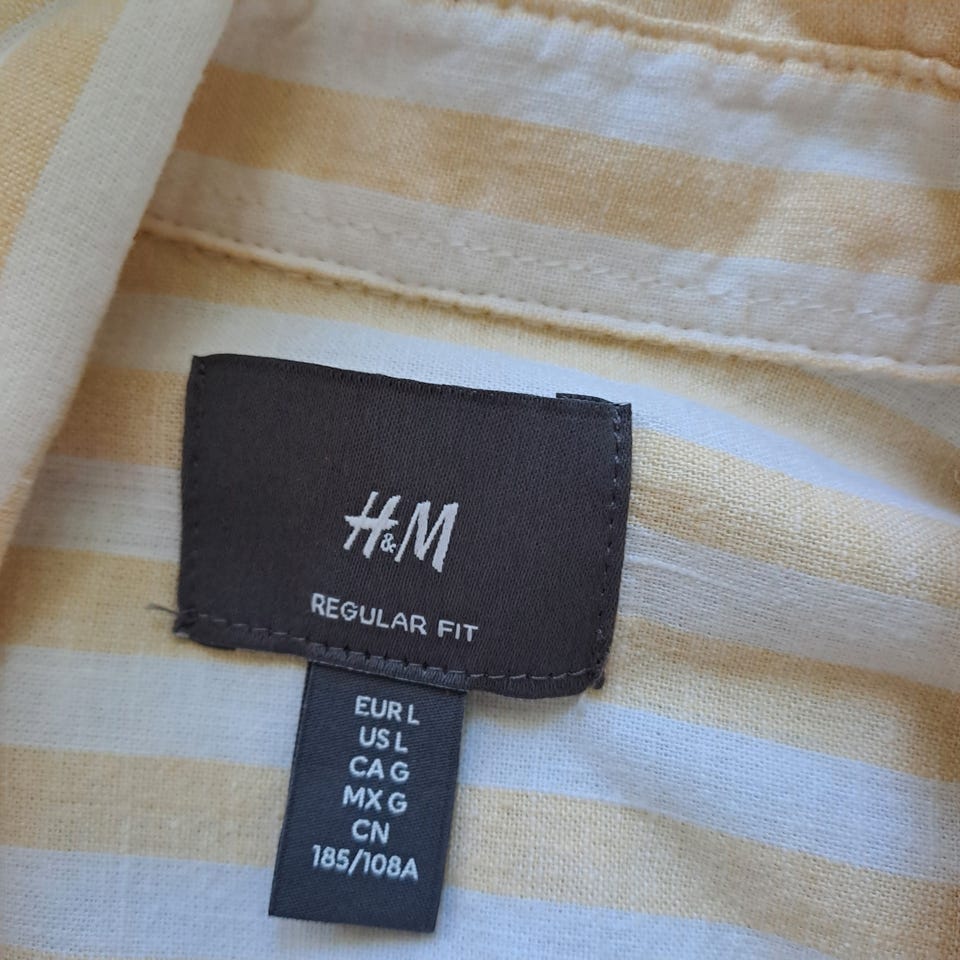 H&M
REGULAR FIT
EUR L
US L
CA G
MX G
CN
185/108A